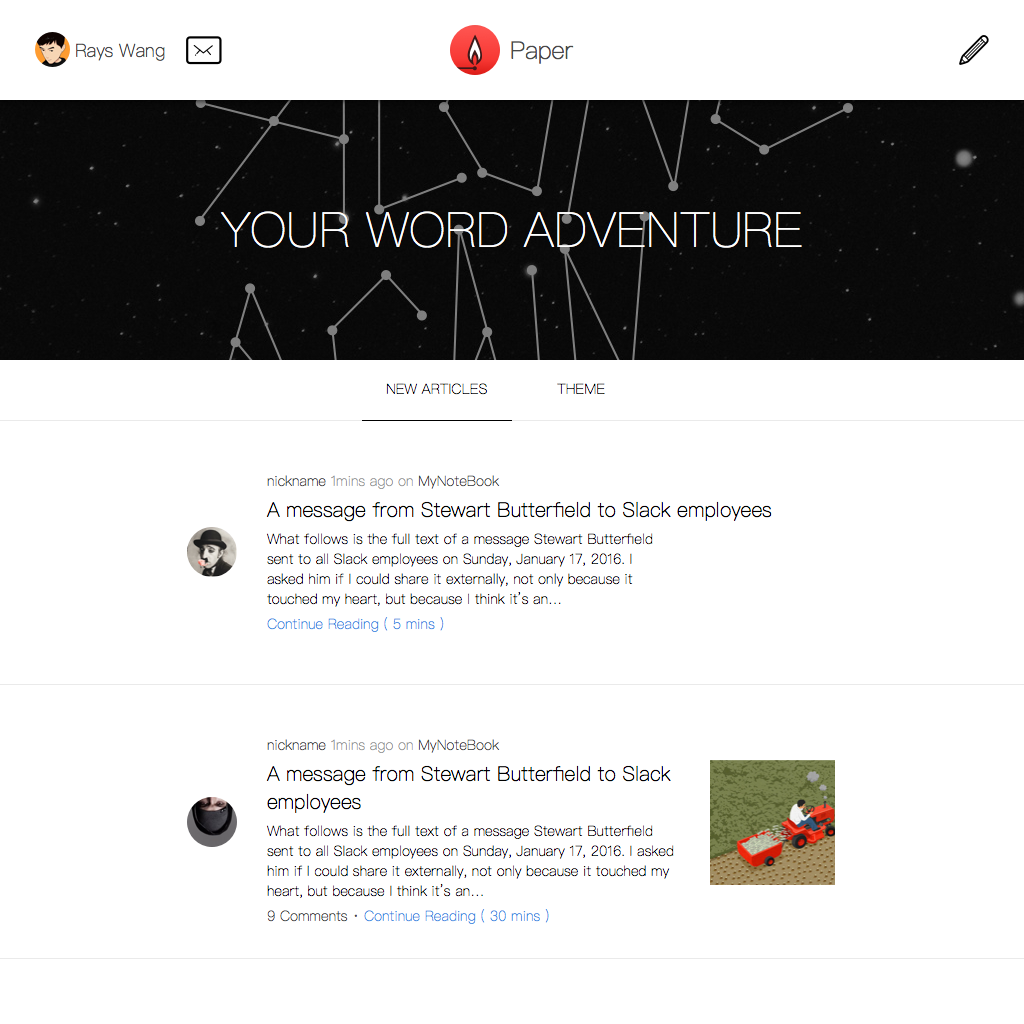 Rays Wang
Paper
YOUR WORD ADVENTURE
NEW ARTICLES
THEME
nickname 1mins ago on MyNoteBook
A message from Stewart Butterfield to Slack employees
What follows is the full text of a message Stewart Butterfield
sent to all Slack employees on Sunday, January 17, 2016. I
asked him if I could share it externally, not only because it
touched my heart, but because I think it's an...
Continue Reading ( 5 mins )
nickname 1mins ago on MyNoteBook
A message from Stewart Butterfield to Slack
employees
What follows is the full text of a message Stewart Butterfield
sent to all Slack employees on Sunday, January 17, 2016. I asked
him if I could share it externally, not only because it touched my
heart, but because I think it's an...
9 Comments · Continue Reading ( 30 mins )